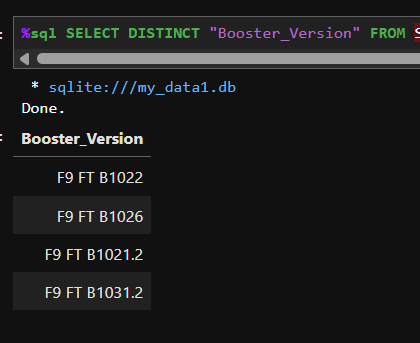 %sql SELECT DISTINCT "Booster_Version" FROM S
* sqlite:///my_data1.db
Done.
Booster_Version
F9 FT B1022
F9 FT B1026
F9 FT B1021.2
F9 FT B1031.2